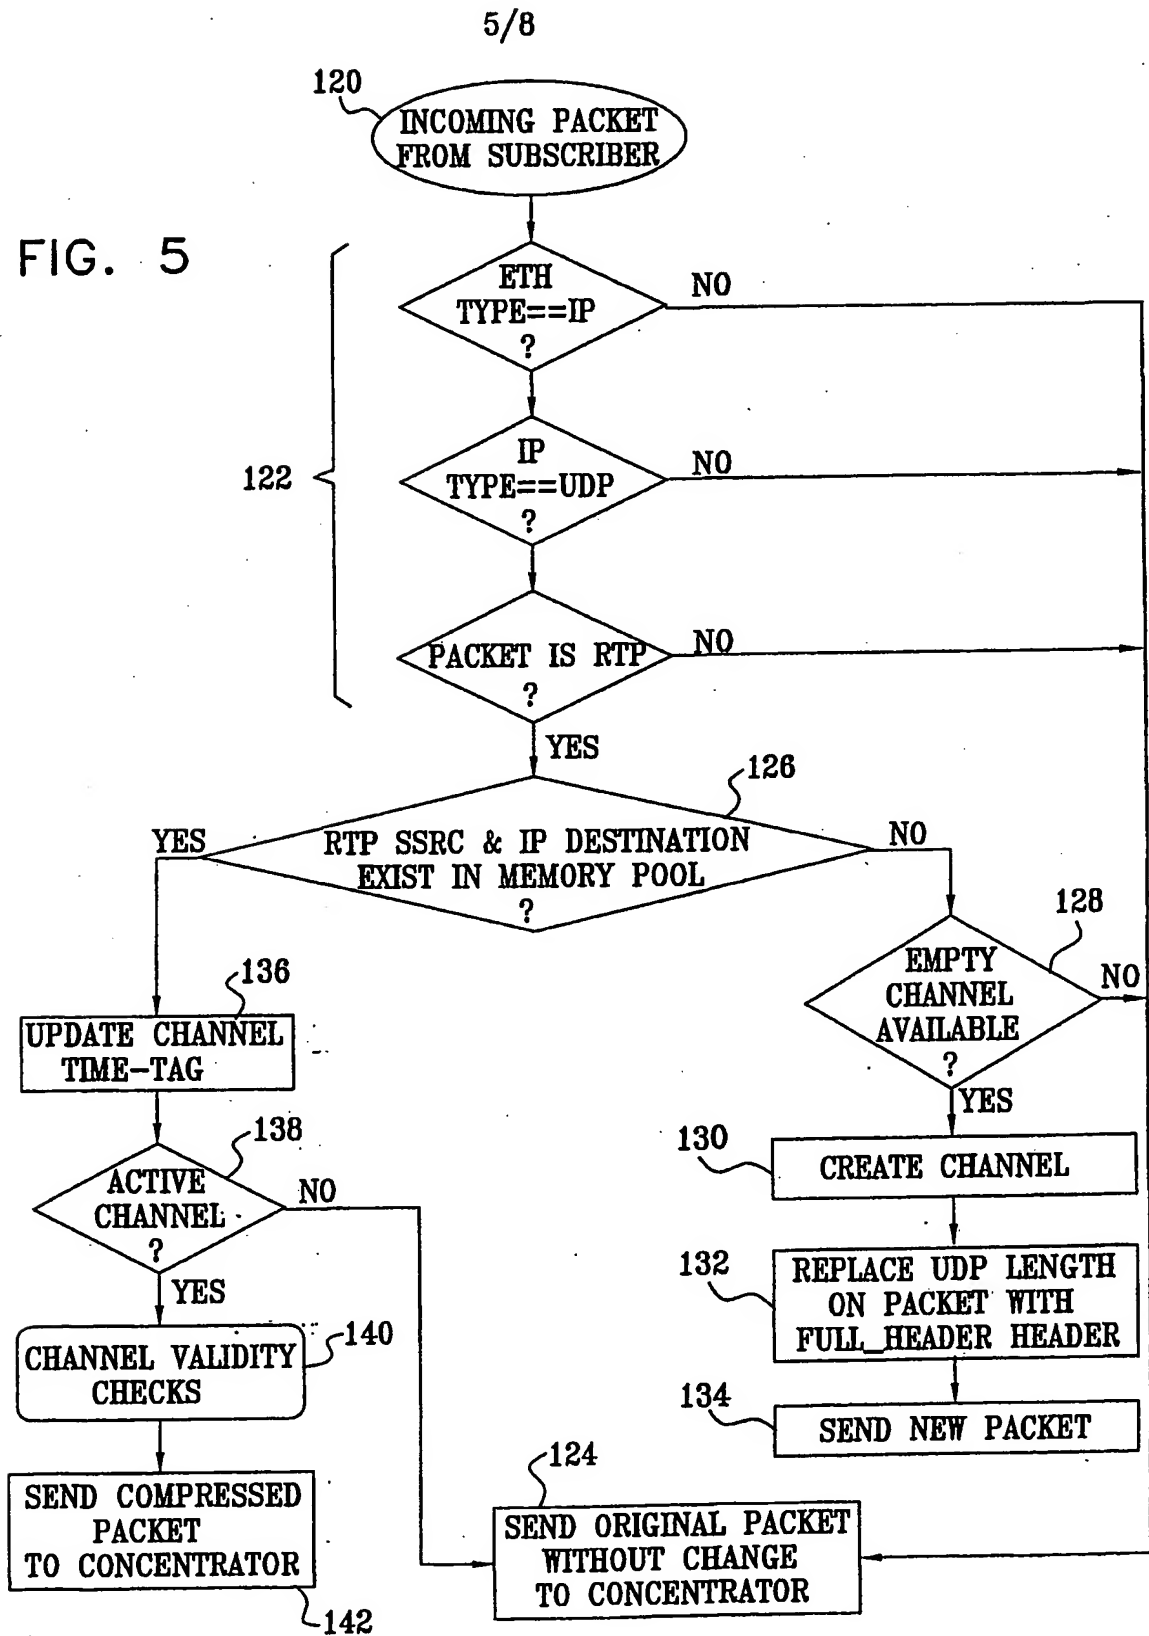 5/8
120
INCOMING PACKET
FROM SUBSCRIBER
FIG. 5
ETH
TYPE==IP
?
NO
122
IP
TYPE==UDP
?
NO
PACKET IS RTP
?
NO
YES
126
YES
RTP SSRC & IP DESTINATION
EXIST IN MEMORY POOL
?
NO
128
EMPTY
CHANNEL
AVAILABLE
?
NO
YES
136
UPDATE CHANNEL
TIME-TAG
138
ACTIVE
CHANNEL
?
NO
YES
130
CREATE CHANNEL
132
REPLACE UDP LENGTH
ON PACKET WITH
FULL_HEADER HEADER
140
CHANNEL VALIDITY
CHECKS
134
SEND NEW PACKET
124
SEND ORIGINAL PACKET
WITHOUT CHANGE
TO CONCENTRATOR
SEND COMPRESSED
PACKET
TO CONCENTRATOR
142